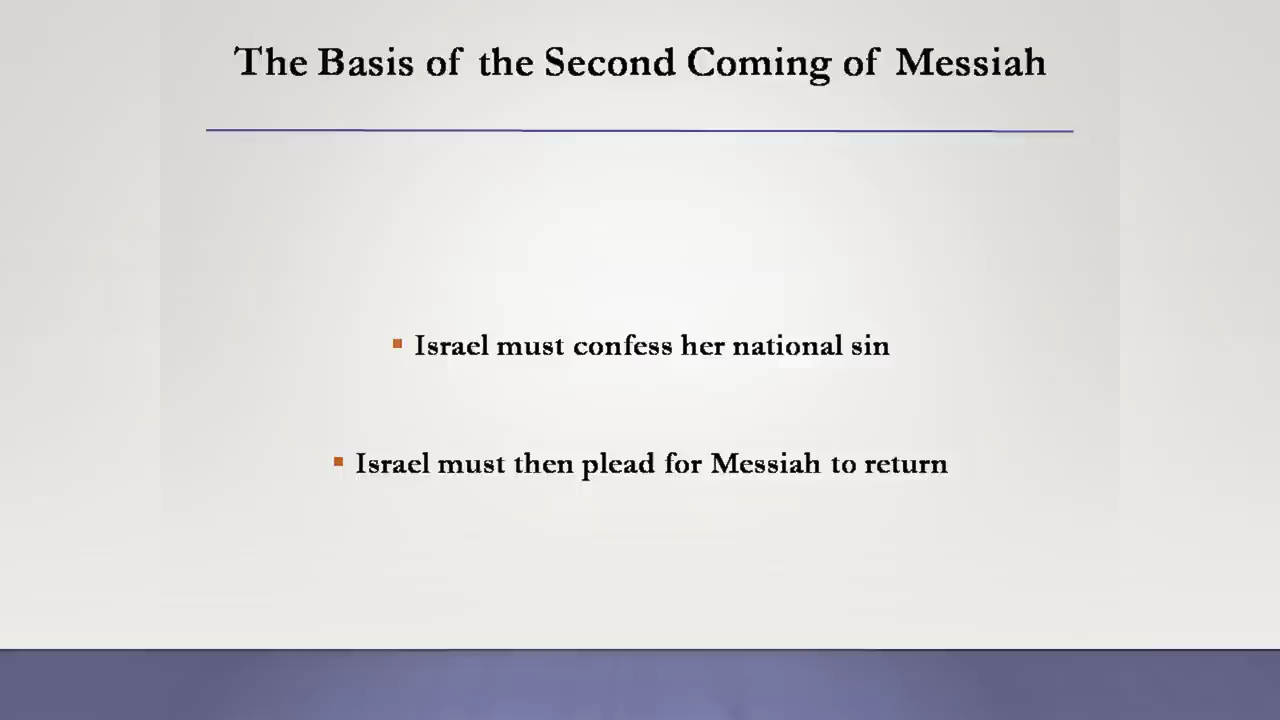 The Basis of the Second Coming of Messiah
Israel must confess her national sin
Israel must then plead for Messiah to return